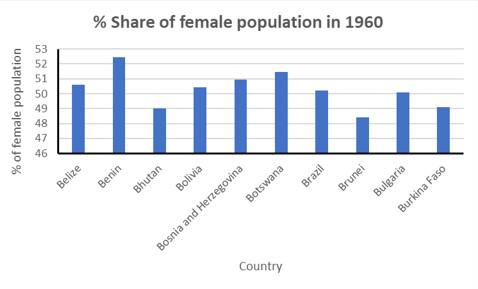 % Share of female population in 1960
% of female population
53
52
51
50
49
48
47
46
Belize
Benin
Bhutan
Bolivia
Bosnia and Herzegovina
Botswana
Brazil
Brunei
Bulgaria
Burkina Faso
Country